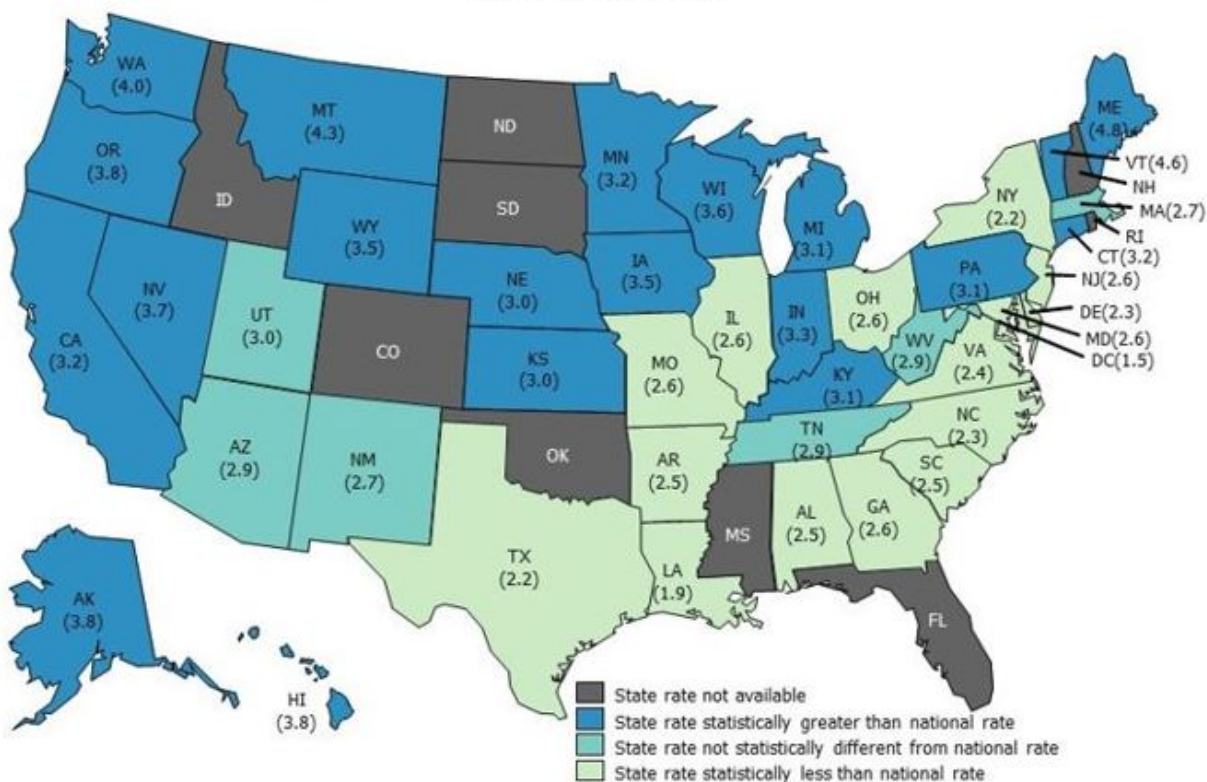 WA
(4.0)
MT
(4.3)
ND
ME
(4.8)
OR
(3.8)
MN
(3.2)
VT(4.6)
ID
SD
WI
(3.6)
NY
(2.2)
NH
MA(2.7)
WY
(3.5)
MI
(3.1)
RI
CT(3.2)
IA
(3.5)
PA
(3.1)
NJ(2.6)
NV
(3.7)
NE
(3.0)
OH
(2.6)
DE(2.3)
UT
(3.0)
IL
(2.6)
IN
(3.3)
MD(2.6)
CA
(3.2)
CO
WV
(2.9)
DC(1.5)
KS
(3.0)
MO
(2.6)
VA
(2.4)
KY
(3.1)
NC
(2.3)
AZ
(2.9)
NM
(2.7)
OK
AR
(2.5)
TN
(2.9)
SC
(2.5)
MS
AL
(2.5)
GA
(2.6)
TX
(2.2)
LA
(1.9)
AK
(3.8)
FL
HI
(3.8)
State rate not available
State rate statistically greater than national rate
State rate not statistically different from national rate
State rate statistically less than national rate